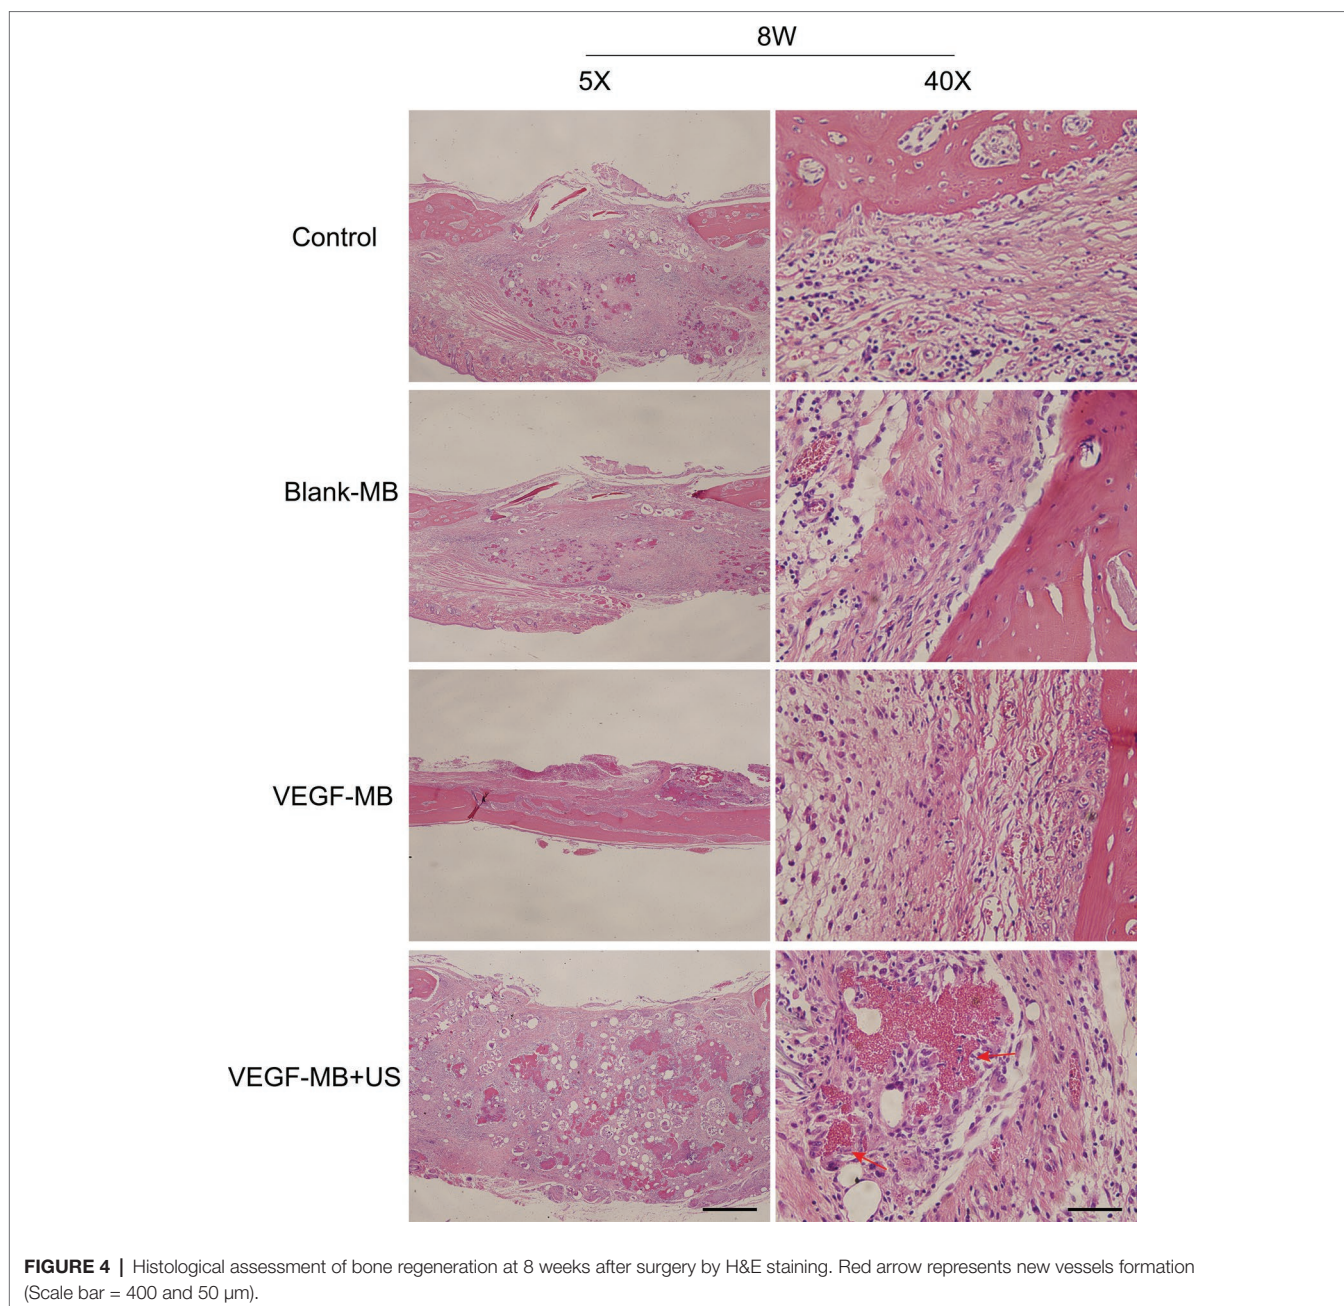 8W
5X 40X
Control
Blank-MB
VEGF-MB
VEGF-MB+US
FIGURE 4 | Histological assessment of bone regeneration at 8 weeks after surgery by H&E staining. Red arrow represents new vessels formation
(Scale bar = 400 and 50 µm).